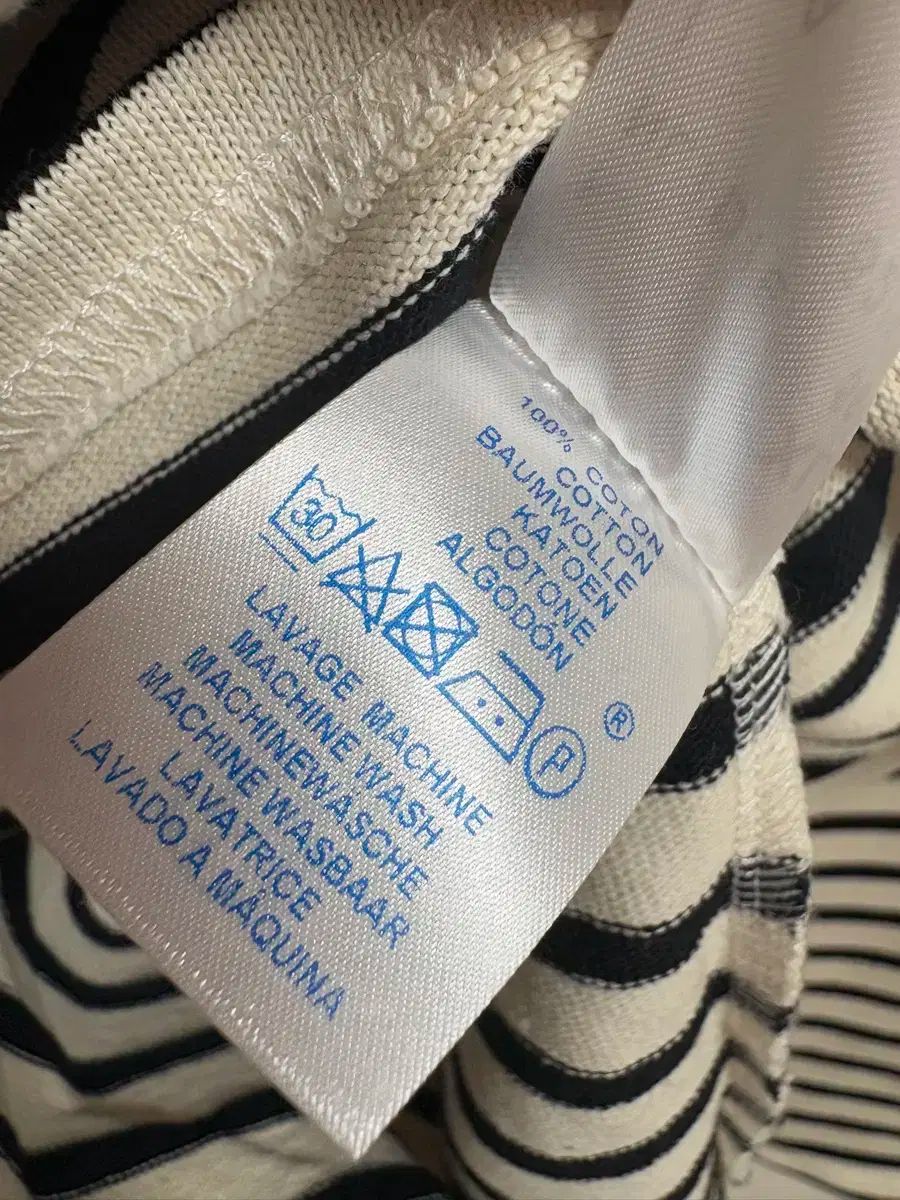 100% COTON
COTTON
BAUMWOLLE
KATOEN
COTONE
ALGODÓN
30
P
®
LAVAGE MACHINE
MACHINE WASH
MACHINEWASCHE
MACHINE WASBAAR
LAVATRICE
LAVADO A MÁQUINA